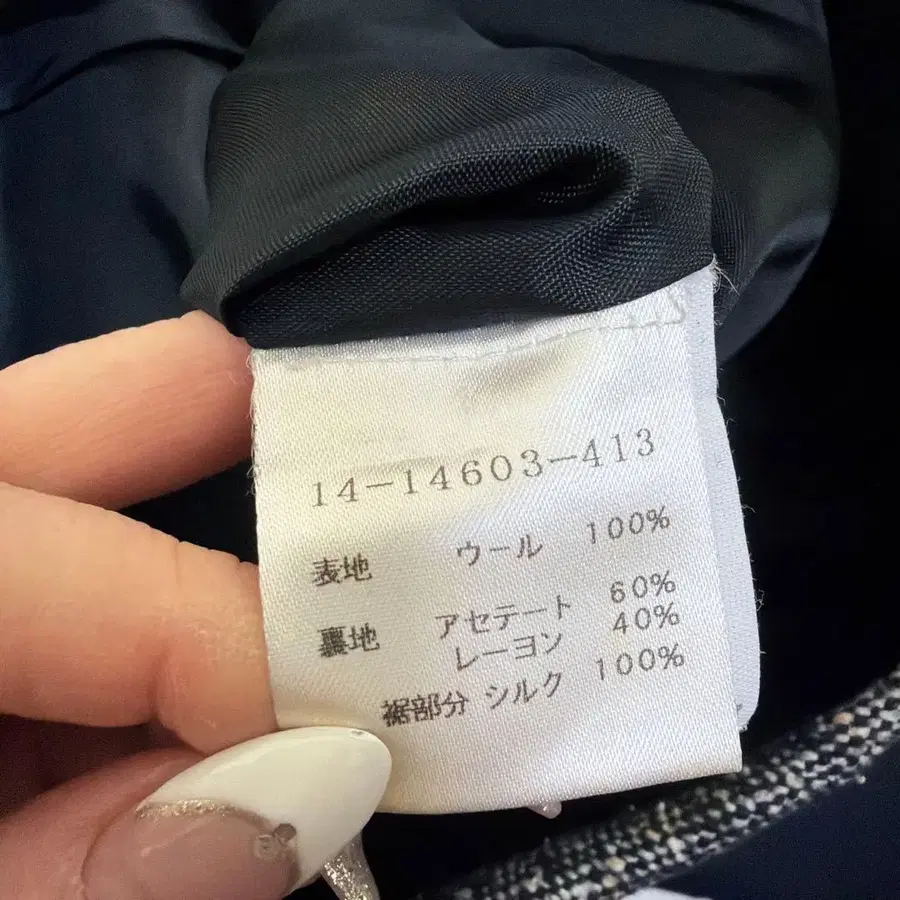 14-14603-413
表地 ウール 100%
裏地 アセテート 60%
レーヨン 40%
裾部分 シルク 100%